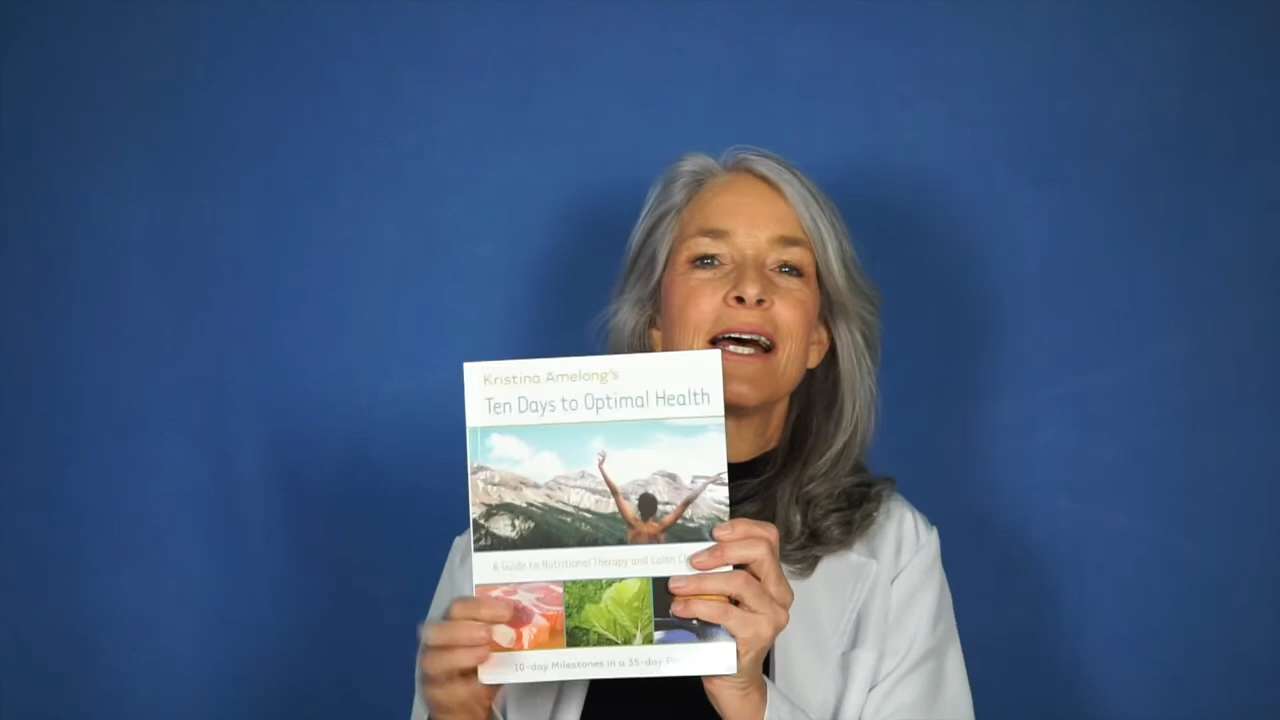 Kristina Amelong's
Ten Days to Optimal Health
A Guide to Nutritional Therapy and Colon
10-day Milestones in a 35-day